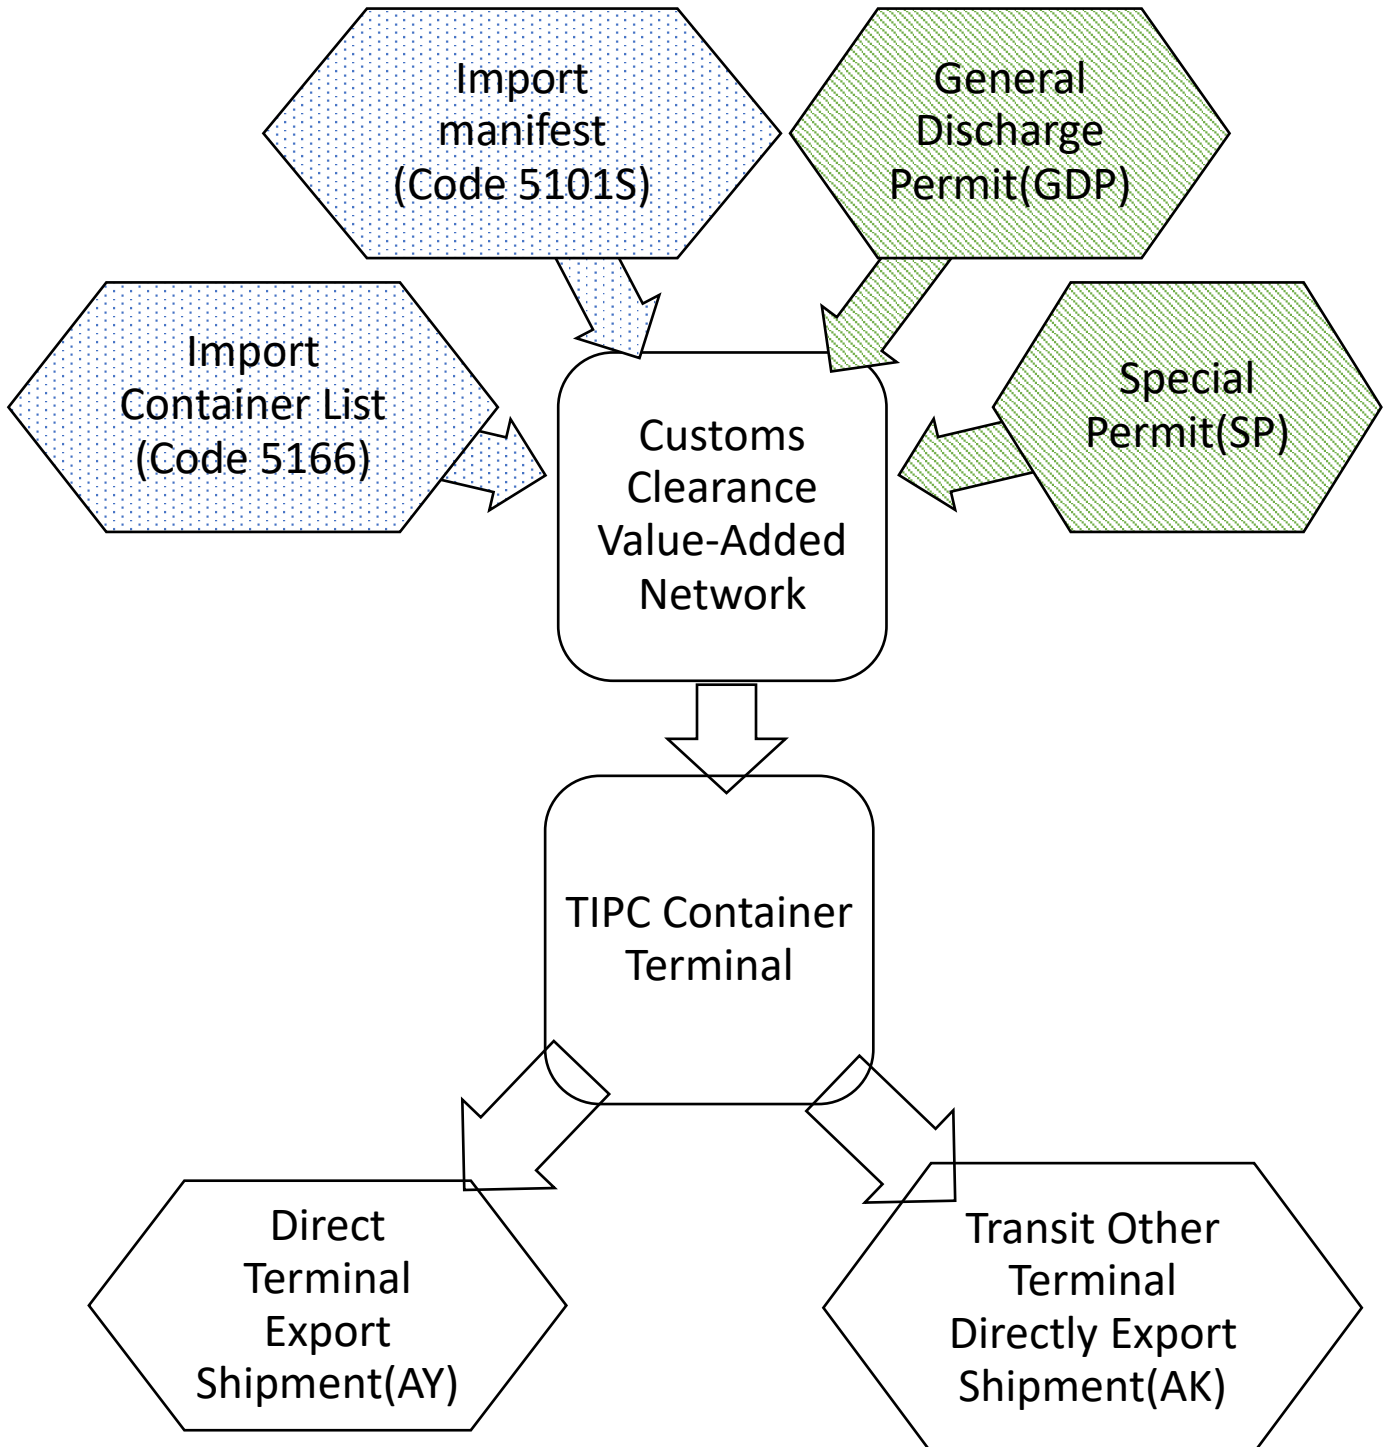 Import
manifest
(Code 5101S)
General
Discharge
Permit(GDP)
Import
Container List
(Code 5166)
Special
Permit(SP)
Customs
Clearance
Value-Added
Network
TIPC Container
Terminal
Direct
Terminal
Export
Shipment(AY)
Transit Other
Terminal
Directly Export
Shipment(AK)